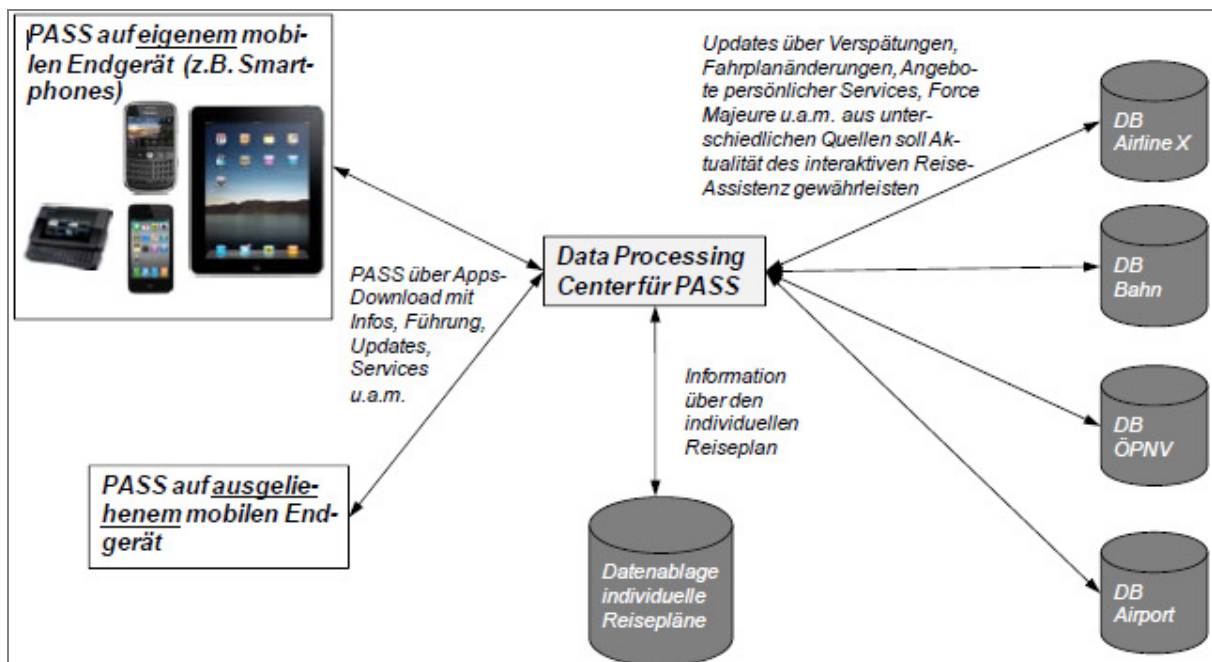 PASS auf eigenem mobi-
len Endgerät (z.B. Smart-
phones)
Updates über Verspätungen,
Fahrplanänderungen, Angebo-
te persönlicher Services, Force
Majeure u.a.m. aus unter-
schiedlichen Quellen soll Ak-
tualität des interaktiven Reise-
Assistenz gewährleisten
DB
Airline X
Data Processing
Center für PASS
DB
Bahn
PASS über Apps-
Download mit
Infos, Führung,
Updates,
Services
u.a.m.
Information
über den
individuellen
Reiseplan
DB
ÖPNV
PASS auf ausgelie-
henem mobilen End-
gerät
Datenablage
individuelle
Reisepläne
DB
Airport